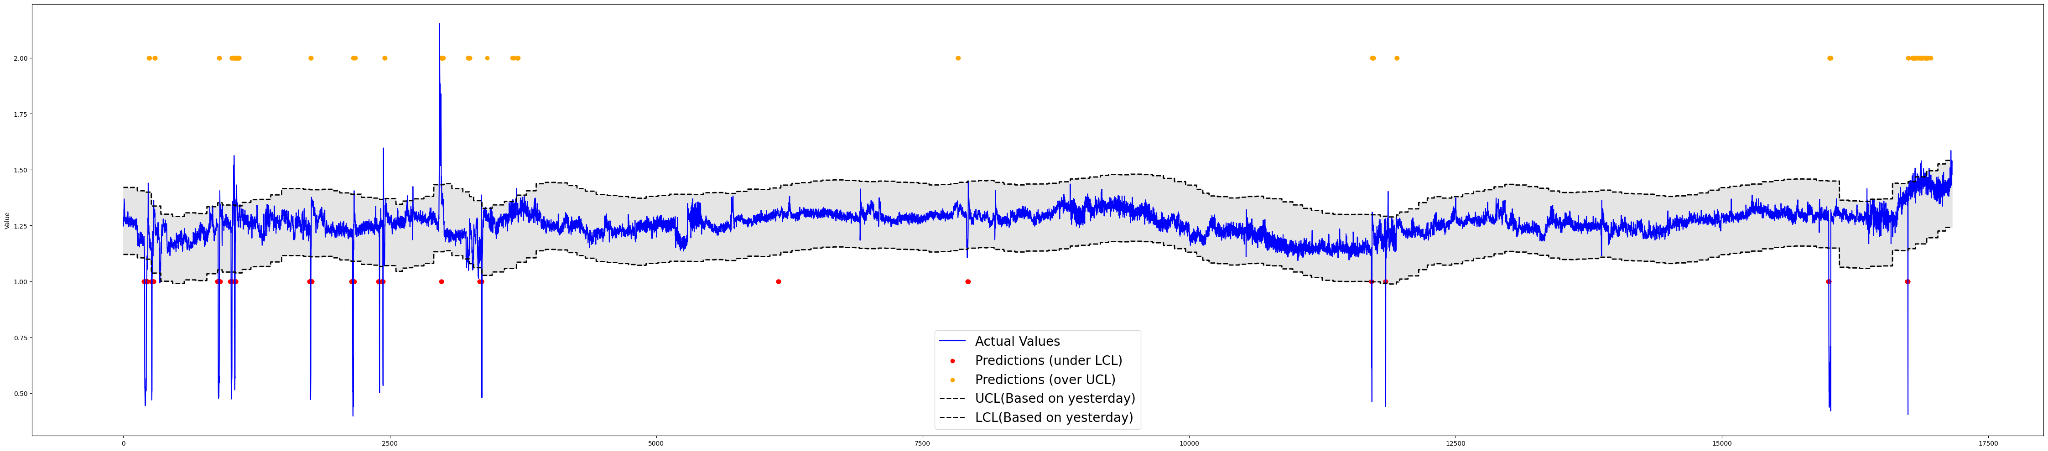 2.00
1.75
1.50
1.25
1.00
0.75
0.50
Value
0
2500
5000
7500
10000
12500
15000
17500
Actual Values
Predictions (under LCL)
Predictions (over UCL)
UCL(Based on yesterday)
LCL(Based on yesterday)